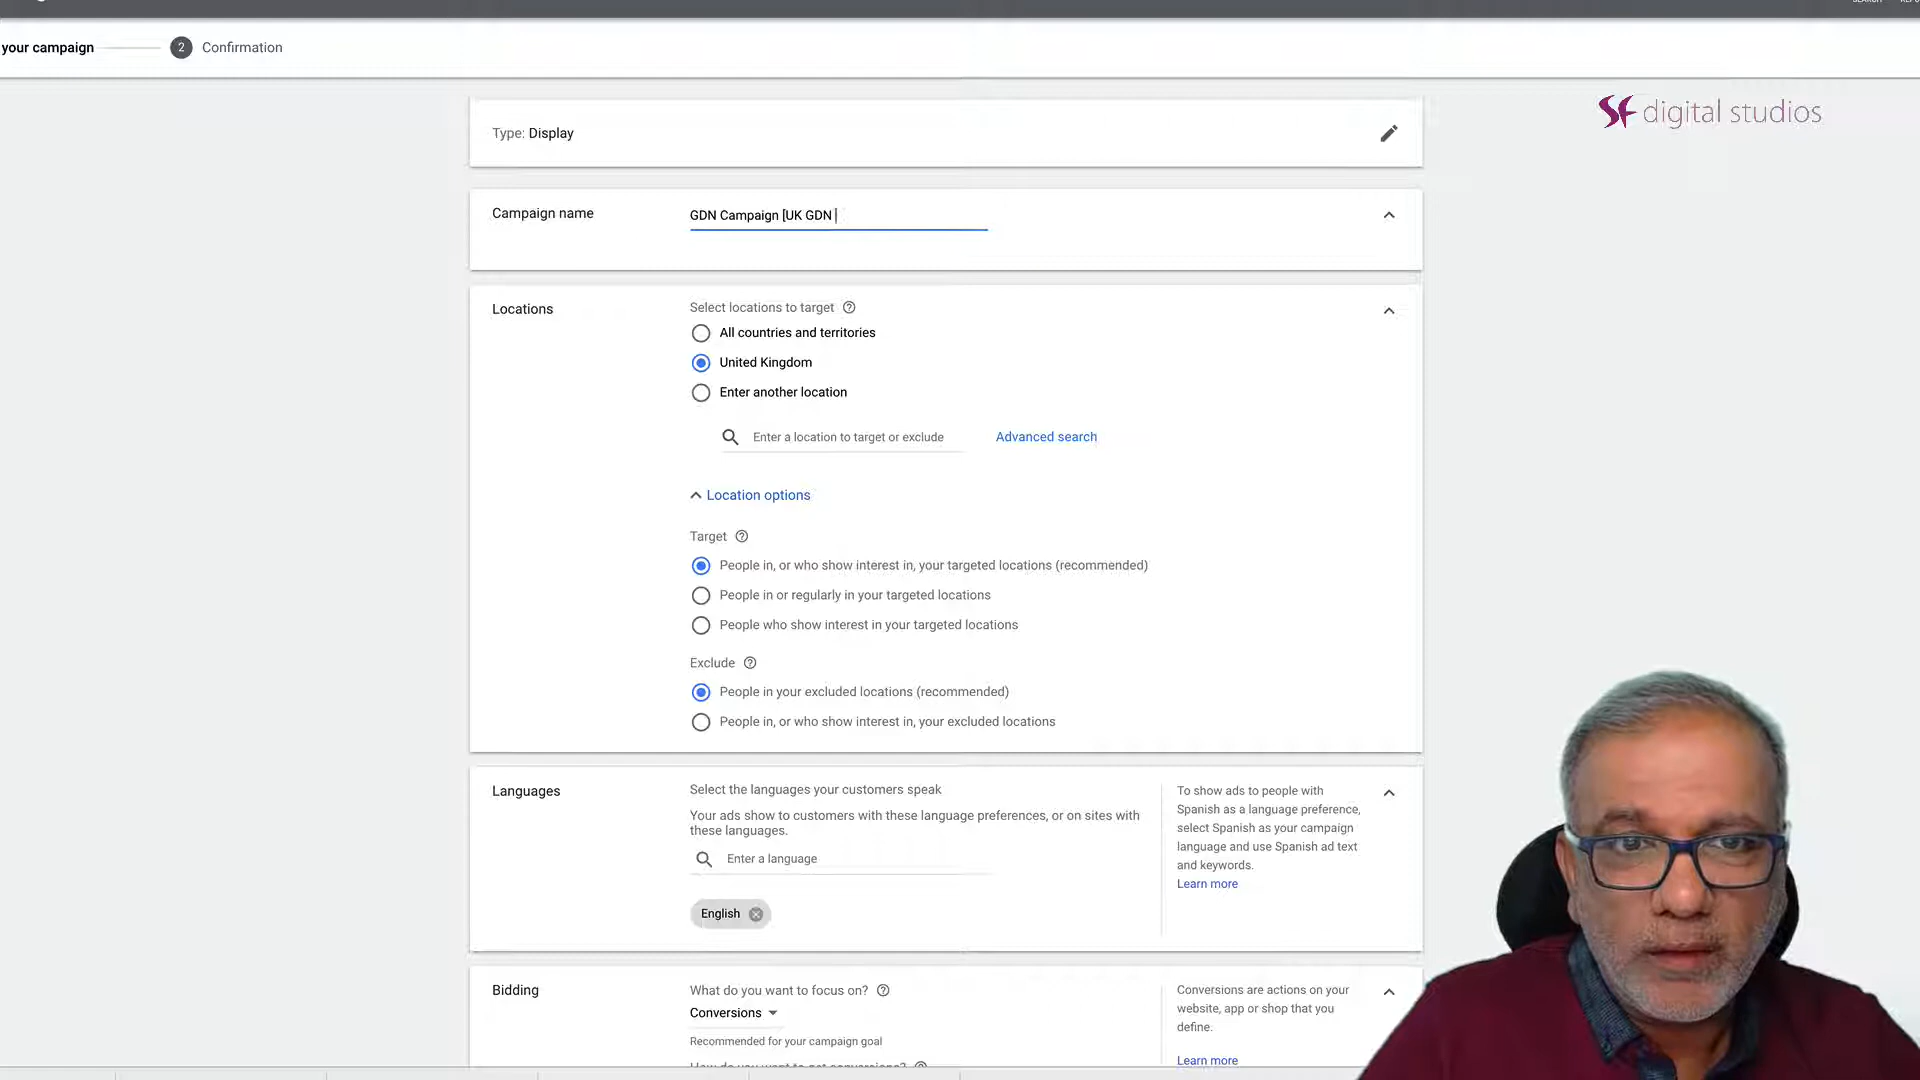 your campaign
2
Confirmation
SF digital studios
Type: Display
Campaign name
GDN Campaign [UK GDN
Locations
Select locations to target
All countries and territories
United Kingdom
Enter another location
Enter a location to target or exclude
Advanced search
Location options
Target
People in, or who show interest in, your targeted locations (recommended)
People in or regularly in your targeted locations
People who show interest in your targeted locations
Exclude
People in your excluded locations (recommended)
People in, or who show interest in, your excluded locations
Languages
Select the languages your customers speak
Your ads show to customers with these language preferences, or on sites with
these languages.
Enter a language
English
To show ads to people with
Spanish as a language preference,
select Spanish as your campaign
language and use Spanish ad text
and keywords.
Learn more
Bidding
What do you want to focus on?
Conversions
Recommended for your campaign goal
How do you want to get conversions?
Conversions are actions on your
website, app or shop that you
define.
Learn more